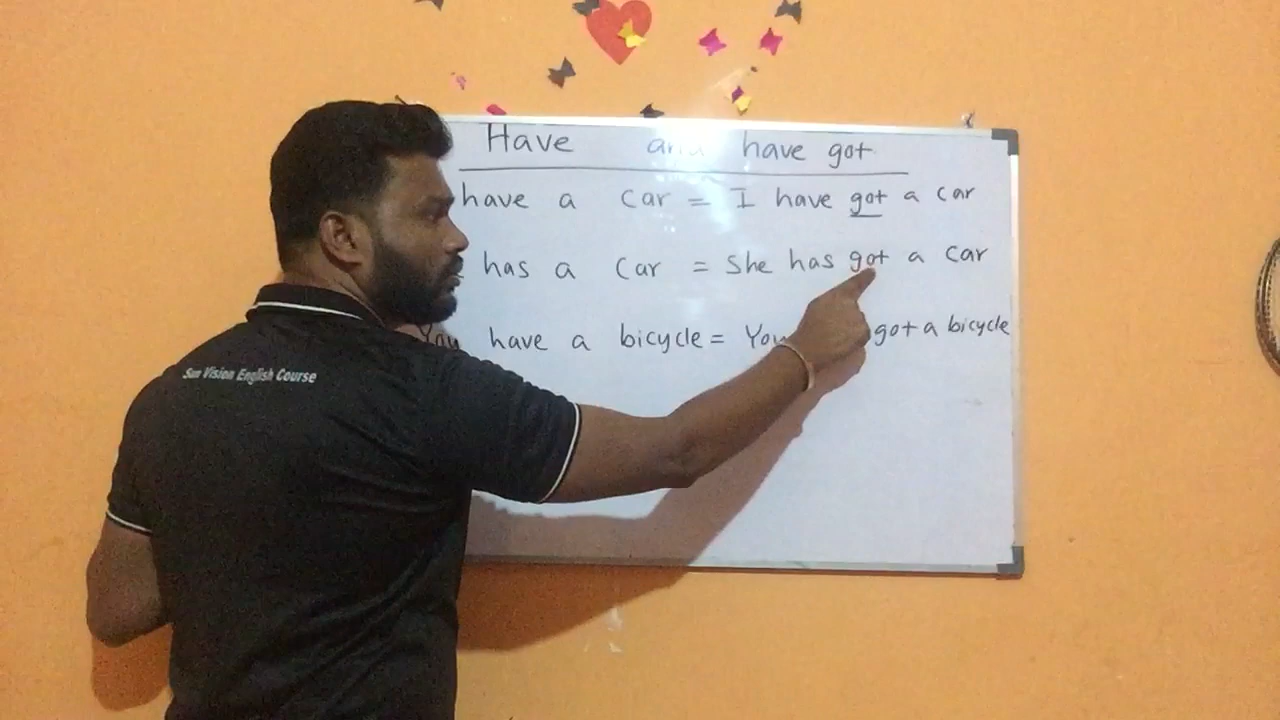 Have and have got
have a car = I have got a car
has a car = She has got a car
You have a bicycle = You got a bicycle
Sun Vision English Course